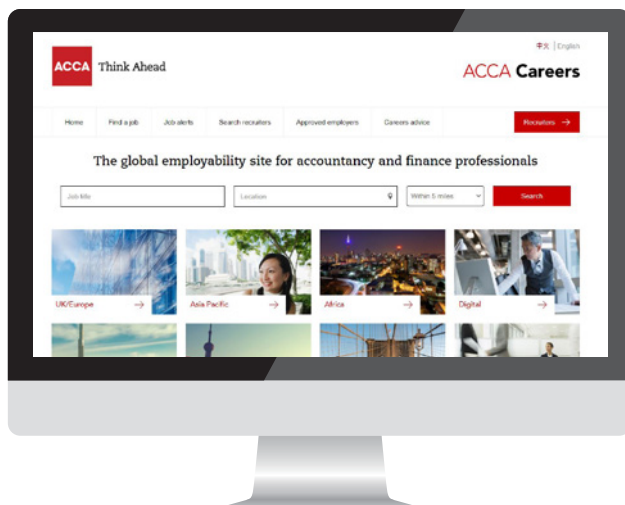 中文 | English
ACCA Think Ahead
ACCA Careers
Home Find a job Job alerts Search recruiters Approved employers Careers advice Recruiters →
The global employability site for accountancy and finance professionals
Job title Location Within 5 miles Search
UK/Europe → Asia Pacific → Africa → Digital →